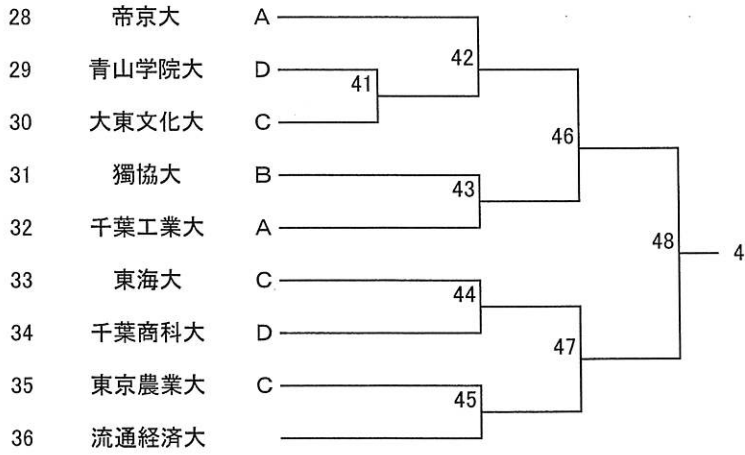 28 帝京大 A
42
29 青山学院大 D
41
30 大東文化大 C
46
31 獨協大 B
43
32 千葉工業大 A
48 4
33 東海大 C
44
34 千葉商科大 D
47
35 東京農業大 C
45
36 流通経済大